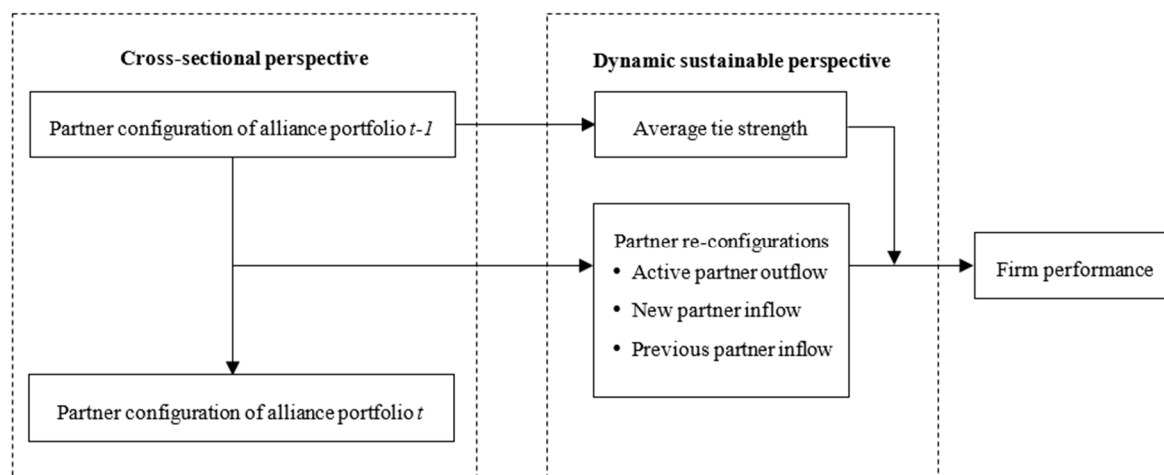 Cross-sectional perspective
Partner configuration of alliance portfolio t-1
Partner configuration of alliance portfolio t
Dynamic sustainable perspective
Average tie strength
Partner re-configurations
• Active partner outflow
• New partner inflow
• Previous partner inflow
Firm performance